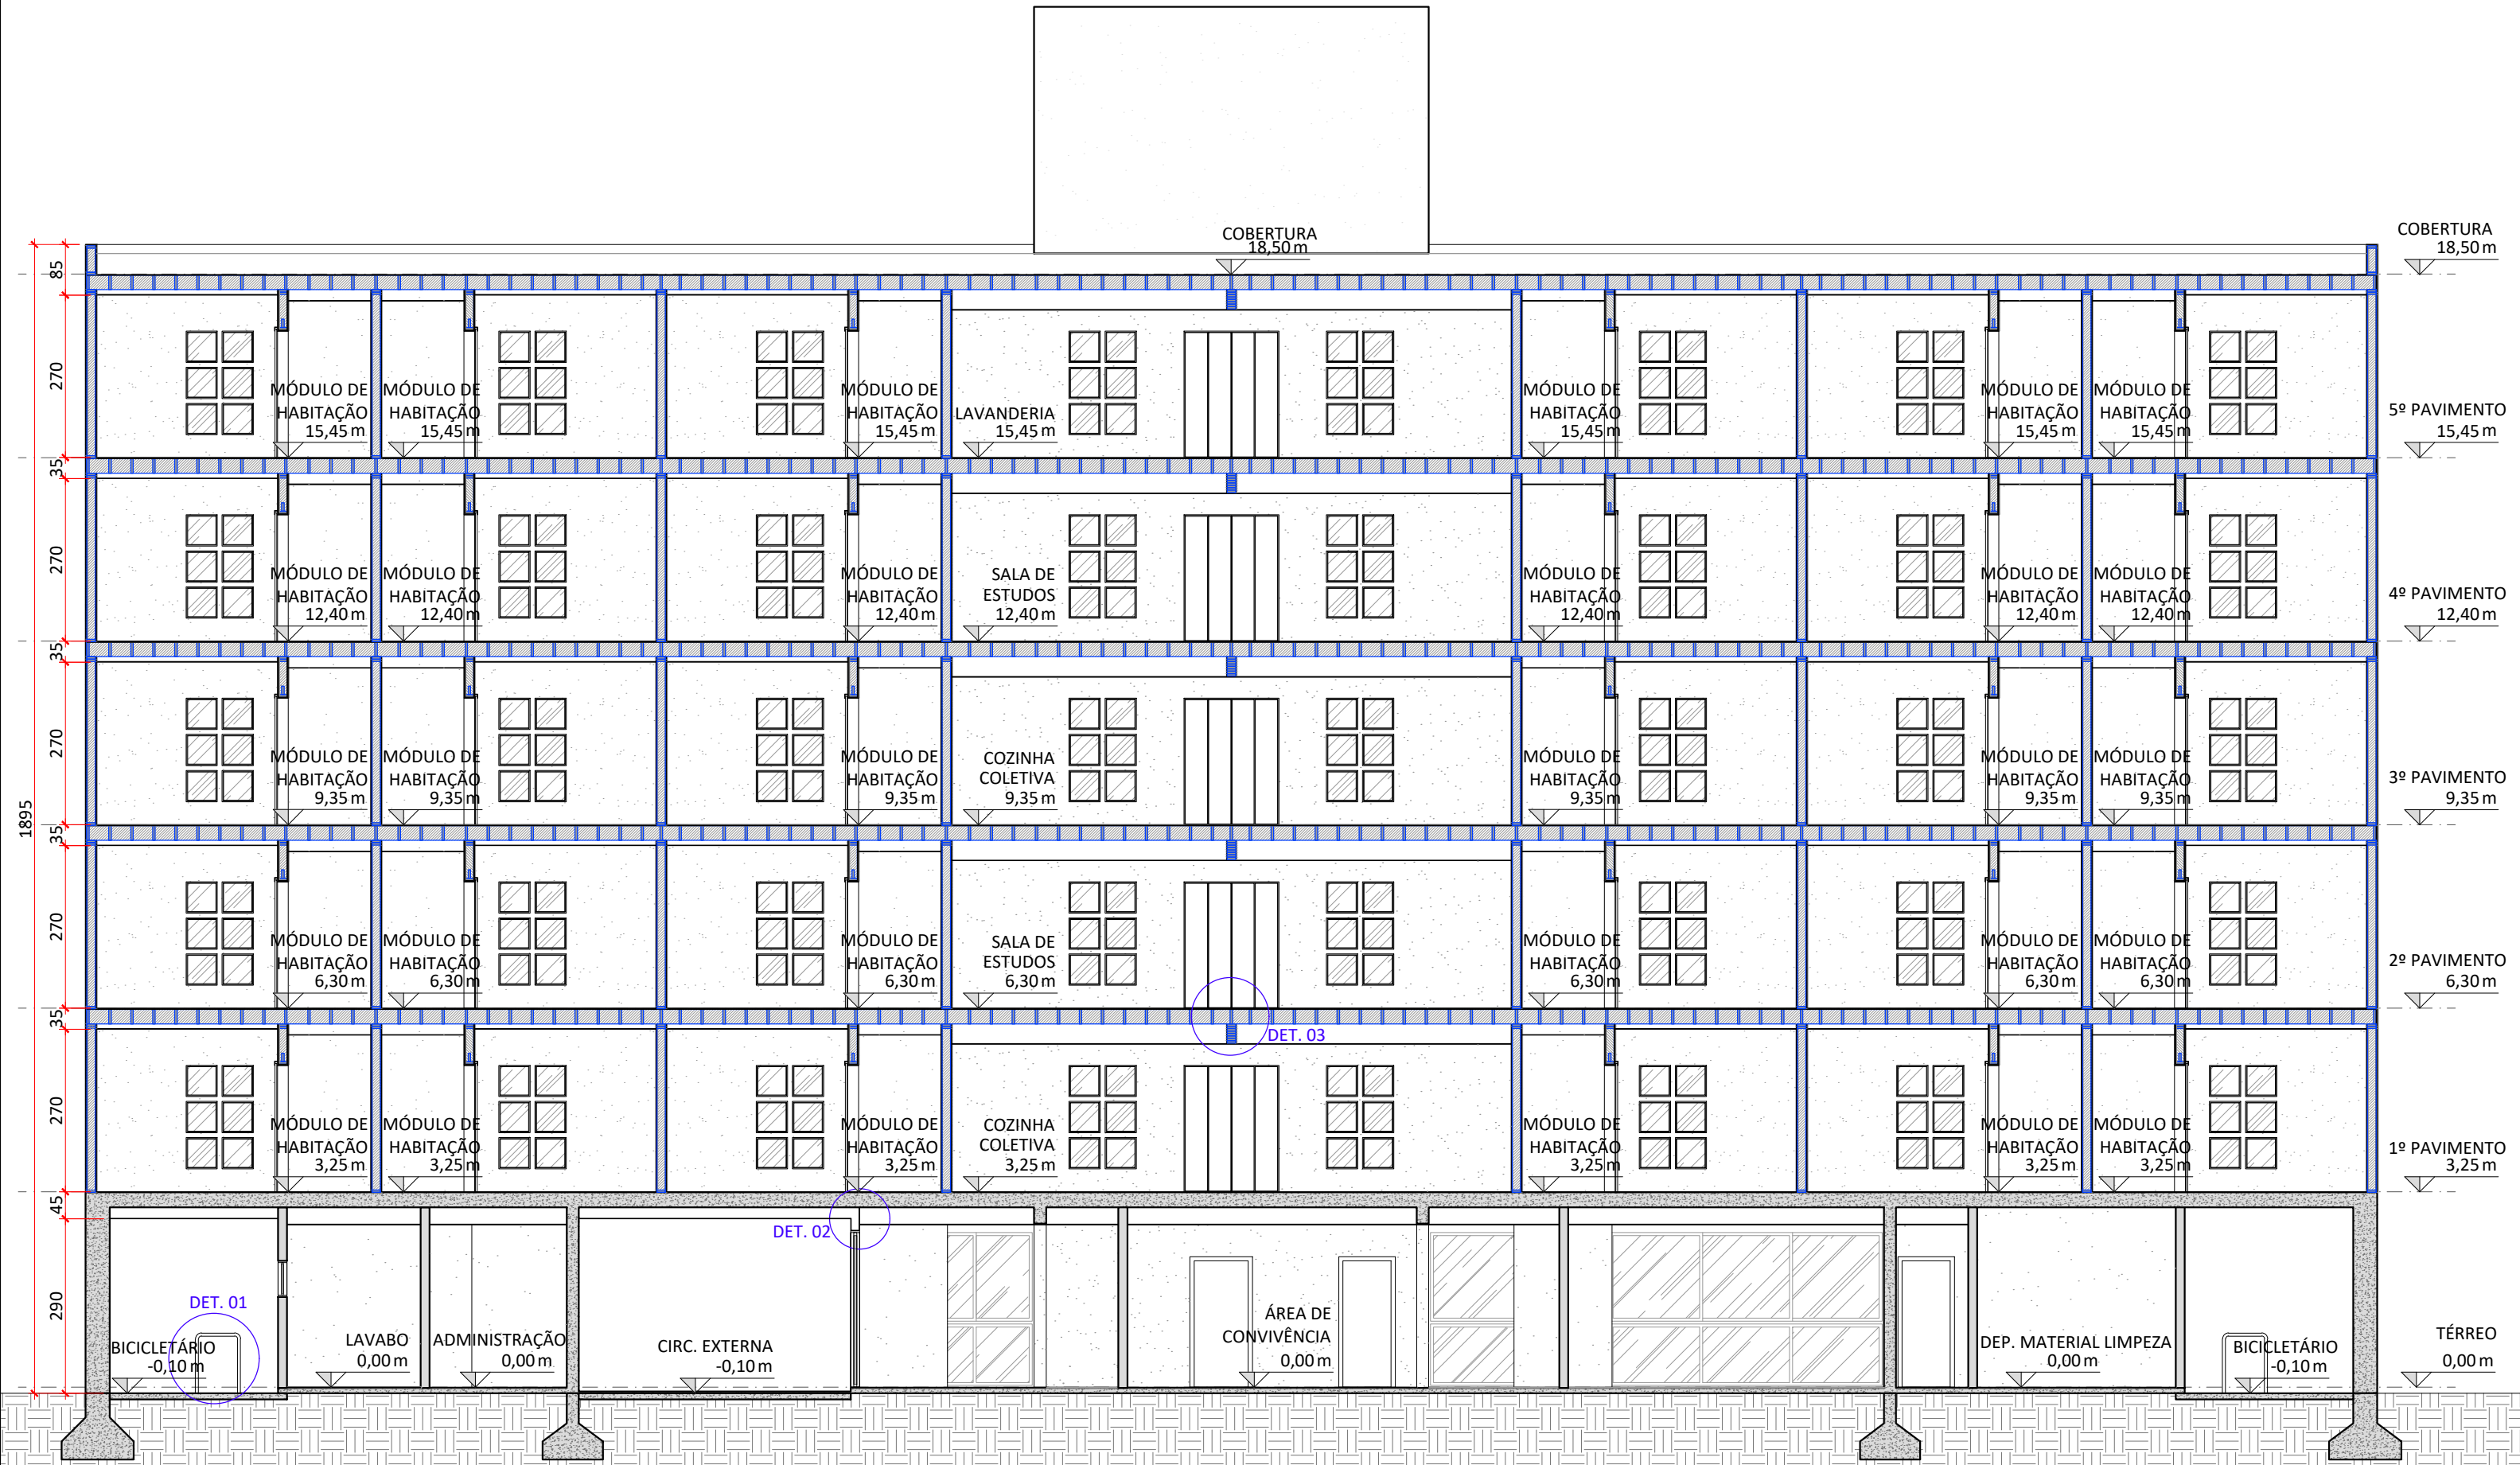 COBERTURA
18,50 m
COBERTURA
18,50 m
85
270
MÓDULO DE
HABITAÇÃO
15,45 m
MÓDULO DE
HABITAÇÃO
15,45 m
MÓDULO DE
HABITAÇÃO
15,45 m
LAVANDERIA
15,45 m
MÓDULO DE
HABITAÇÃO
15,45 m
MÓDULO DE
HABITAÇÃO
15,45 m
MÓDULO DE
HABITAÇÃO
15,45 m
5º PAVIMENTO
15,45 m
35
270
MÓDULO DE
HABITAÇÃO
12,40 m
MÓDULO DE
HABITAÇÃO
12,40 m
MÓDULO DE
HABITAÇÃO
12,40 m
SALA DE
ESTUDOS
12,40 m
MÓDULO DE
HABITAÇÃO
12,40 m
MÓDULO DE
HABITAÇÃO
12,40 m
MÓDULO DE
HABITAÇÃO
12,40 m
4º PAVIMENTO
12,40 m
35
270
MÓDULO DE
HABITAÇÃO
9,35 m
MÓDULO DE
HABITAÇÃO
9,35 m
MÓDULO DE
HABITAÇÃO
9,35 m
COZINHA
COLETIVA
9,35 m
MÓDULO DE
HABITAÇÃO
9,35 m
MÓDULO DE
HABITAÇÃO
9,35 m
MÓDULO DE
HABITAÇÃO
9,35 m
3º PAVIMENTO
9,35 m
1895
35
270
MÓDULO DE
HABITAÇÃO
6,30 m
MÓDULO DE
HABITAÇÃO
6,30 m
MÓDULO DE
HABITAÇÃO
6,30 m
SALA DE
ESTUDOS
6,30 m
MÓDULO DE
HABITAÇÃO
6,30 m
MÓDULO DE
HABITAÇÃO
6,30 m
MÓDULO DE
HABITAÇÃO
6,30 m
2º PAVIMENTO
6,30 m
35
DET. 03
270
MÓDULO DE
HABITAÇÃO
3,25 m
MÓDULO DE
HABITAÇÃO
3,25 m
MÓDULO DE
HABITAÇÃO
3,25 m
COZINHA
COLETIVA
3,25 m
MÓDULO DE
HABITAÇÃO
3,25 m
MÓDULO DE
HABITAÇÃO
3,25 m
MÓDULO DE
HABITAÇÃO
3,25 m
1º PAVIMENTO
3,25 m
45
DET. 02
290
DET. 01
BICICLETÁRIO
-0,10 m
LAVABO
0,00 m
ADMINISTRAÇÃO
0,00 m
CIRC. EXTERNA
-0,10 m
ÁREA DE
CONVIVÊNCIA
0,00 m
DEP. MATERIAL LIMPEZA
0,00 m
BICICLETÁRIO
-0,10 m
TÉRREO
0,00 m